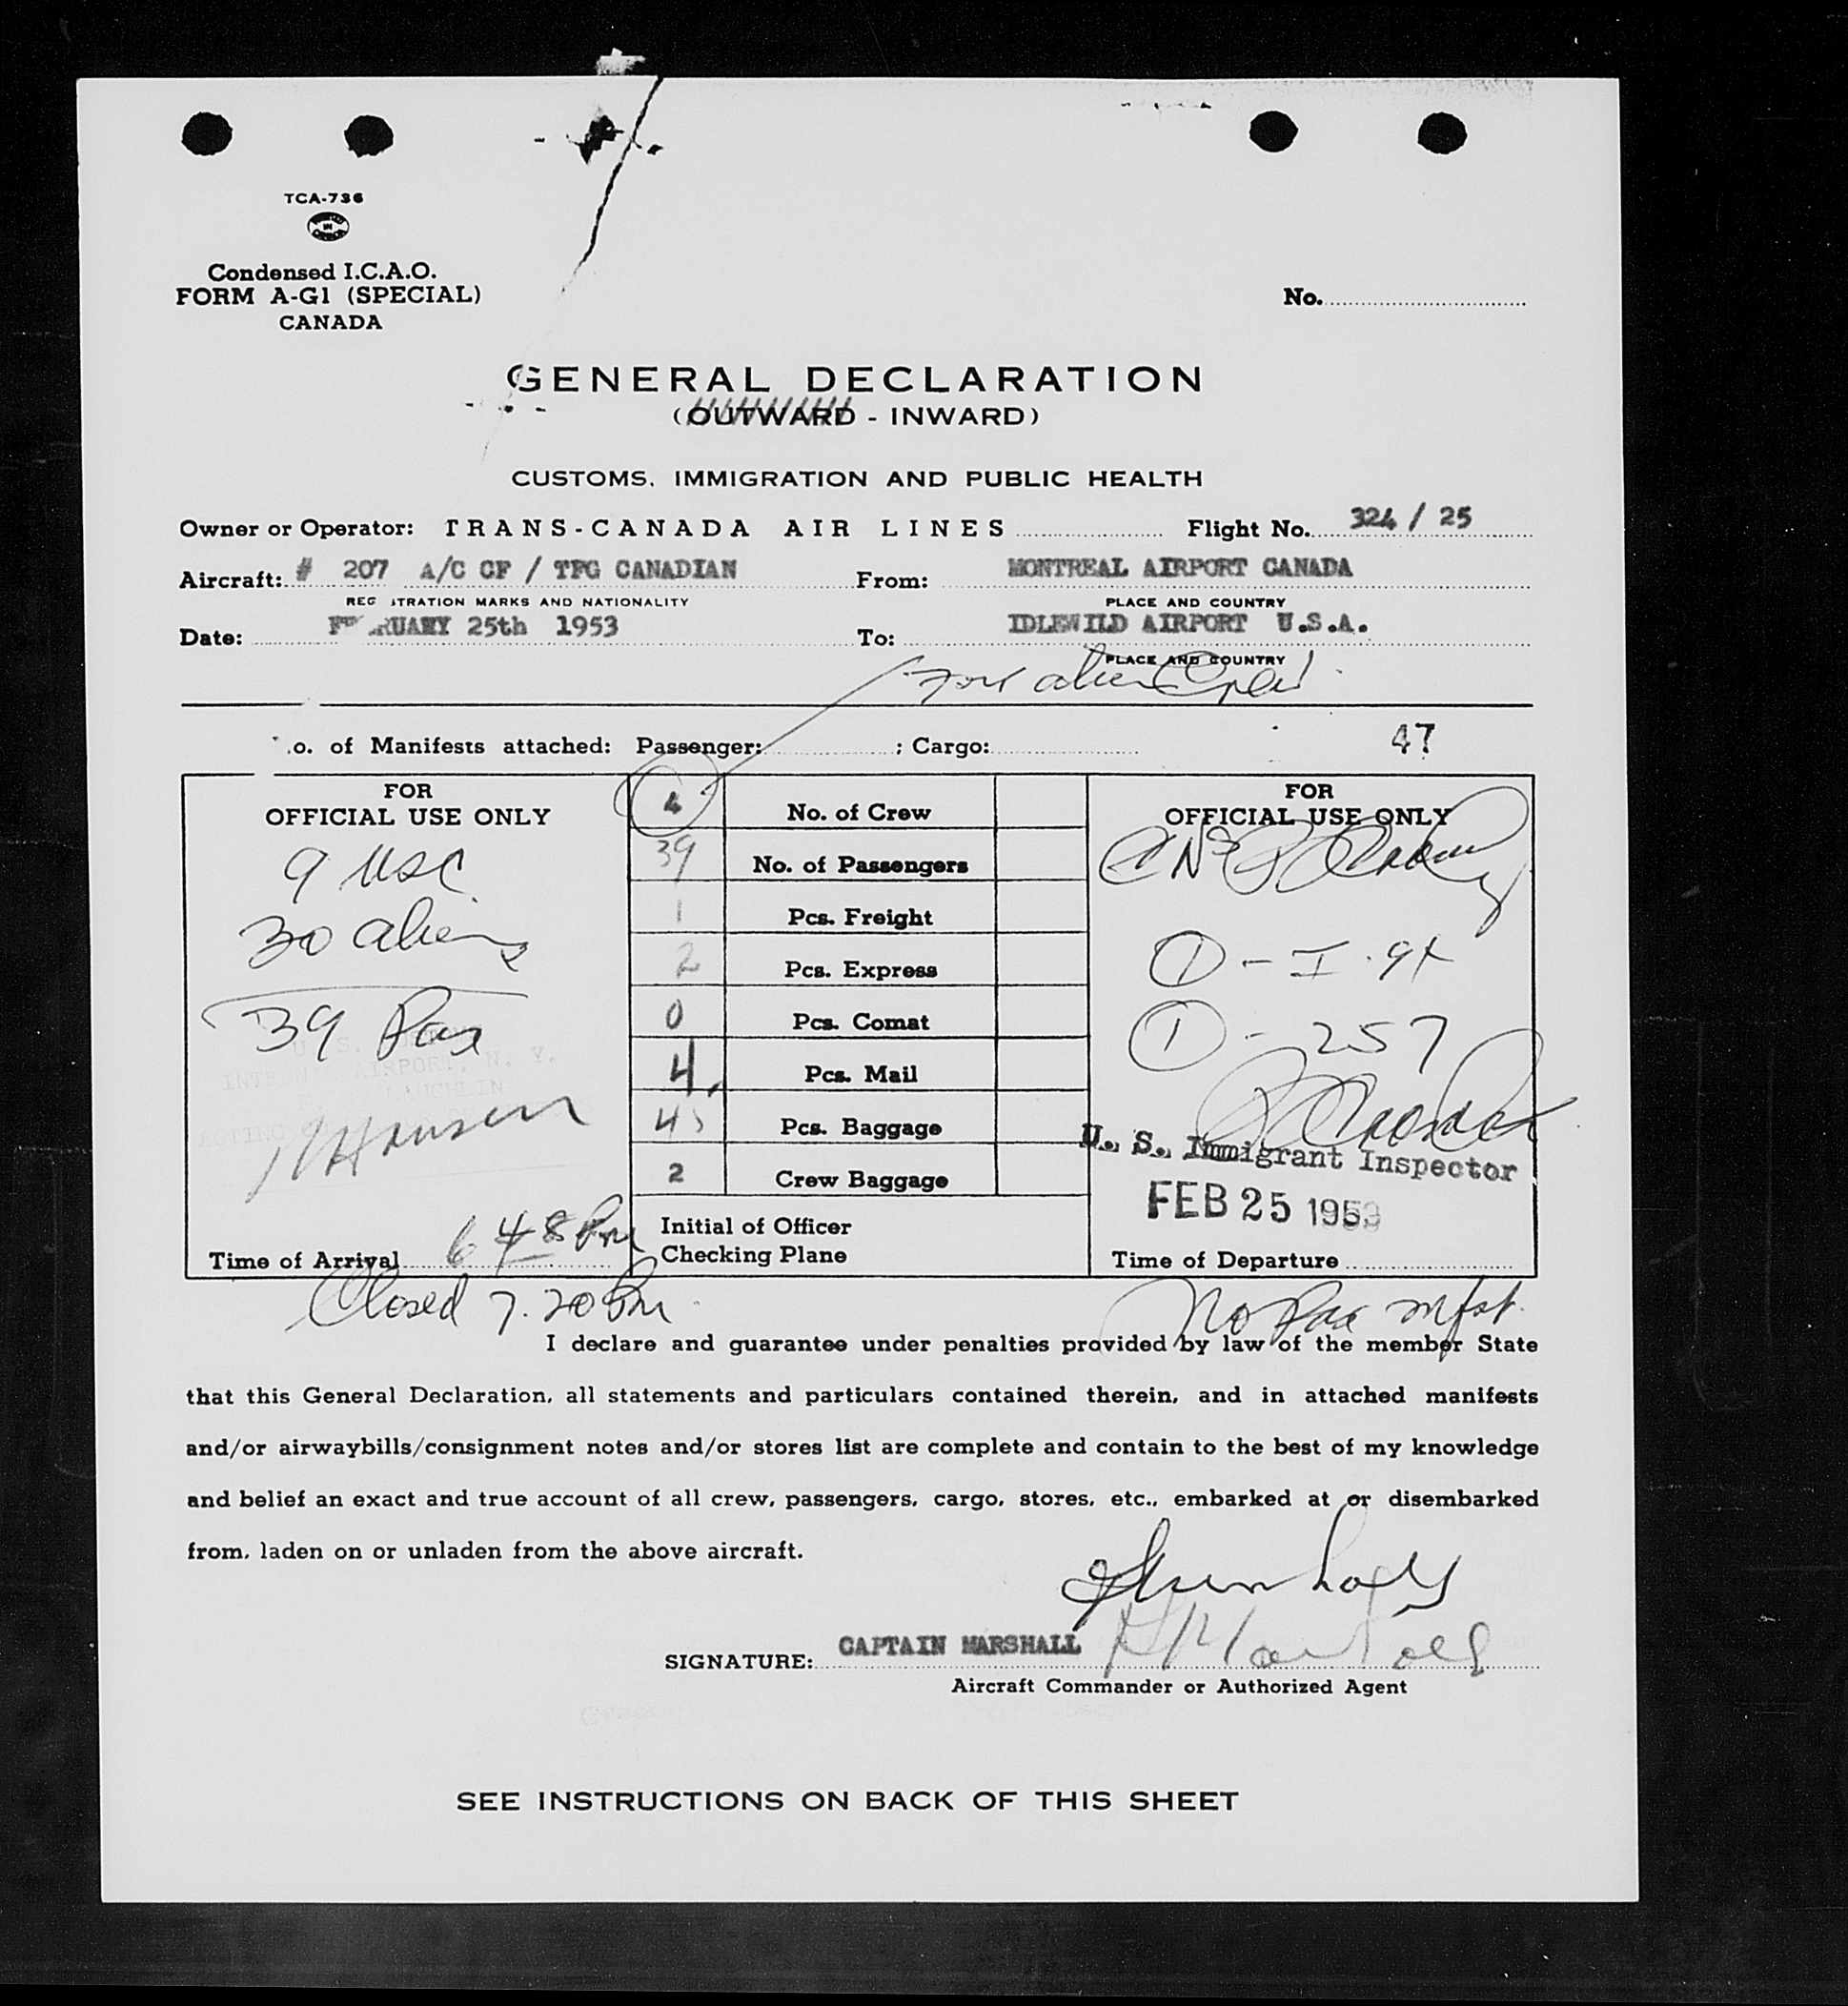 TCA-736
Condensed I.C.A.O.
FORM A-G1 (SPECIAL)
CANADA
No.
GENERAL DECLARATION
(OUTWARD - INWARD)
CUSTOMS, IMMIGRATION AND PUBLIC HEALTH
Owner or Operator: TRANS-CANADA AIR LINES Flight No. 324 / 25
Aircraft: # 207 A/C CF / TFG CANADIAN From: MONTREAL AIRPORT CANADA
REGISTRATION MARKS AND NATIONALITY PLACE AND COUNTRY
Date: FEBRUARY 25th 1953 To: IDLEWILD AIRPORT U.S.A.
PLACE AND COUNTRY
alien
No. of Manifests attached: Passenger: ; Cargo: 47
FOR
OFFICIAL USE ONLY
9 USC
30 aliens
39 Pax
Time of Arrival 6 48 Pm
4 No. of Crew
39 No. of Passengers
1 Pcs. Freight
2 Pcs. Express
0 Pcs. Comat
4 Pcs. Mail
Pcs. Baggage
2 Crew Baggage
Initial of Officer
Checking Plane
FOR
OFFICIAL USE ONLY
1 - I.94
1 - 257
U. S. Immigrant Inspector
FEB 25 1953
Time of Departure
Closed 7.20 Pm
No Pax mfst.
I declare and guarantee under penalties provided by law of the member State
that this General Declaration, all statements and particulars contained therein, and in attached manifests
and/or airwaybills/consignment notes and/or stores list are complete and contain to the best of my knowledge
and belief an exact and true account of all crew, passengers, cargo, stores, etc., embarked at or disembarked
from, laden on or unladen from the above aircraft.
SIGNATURE: CAPTAIN MARSHALL
Aircraft Commander or Authorized Agent
SEE INSTRUCTIONS ON BACK OF THIS SHEET